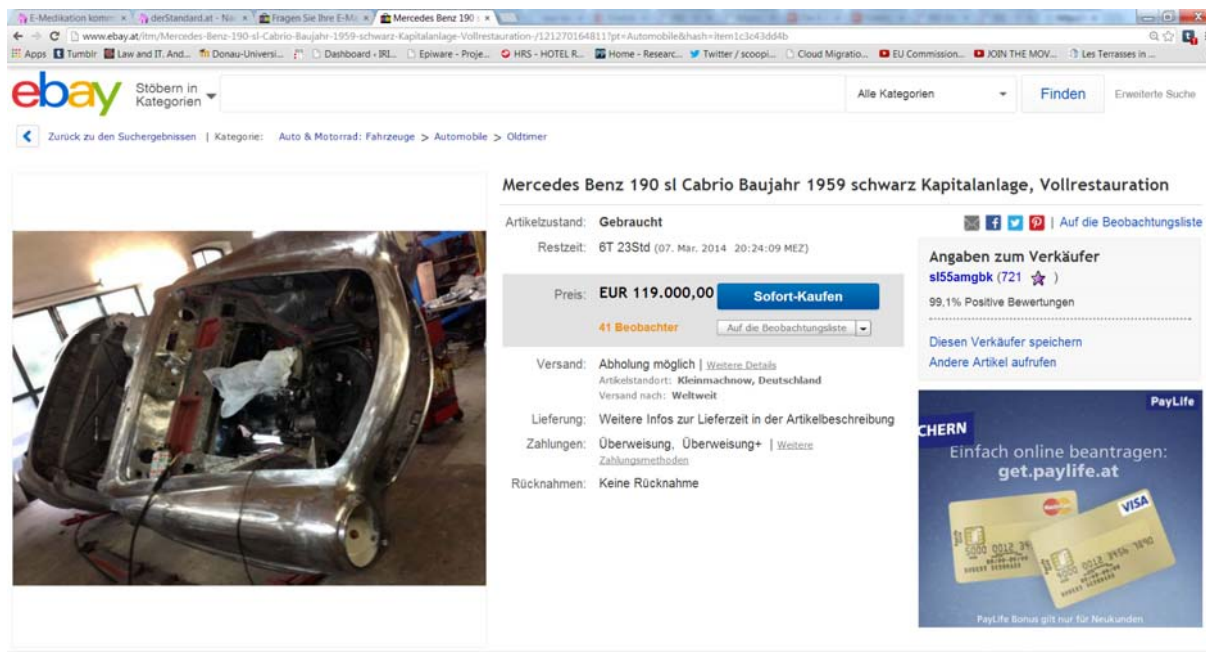 E-Medikation komm
derStandard.at - Na
Fragen Sie Ihre E-M
Mercedes Benz 190
www.ebay.at/itm/Mercedes-Benz-190-sl-Cabrio-Baujahr-1959-schwarz-Kapitalanlage-Vollrestauration-/121270164811?pt=Automobile&hash=item1c3c43dd4b
Apps Tumblr Law and IT. And... Donau-Universi... Dashboard - IRI... Epiware - Proje... HRS - HOTEL R... Home - Researc... Twitter / scoopi... Cloud Migratio... EU Commission... JOIN THE MOV... Les Terrasses in ...
ebay
Stöbern in
Kategorien
Alle Kategorien
Finden
Erweiterte Suche
Zurück zu den Suchergebnissen | Kategorie: Auto & Motorrad: Fahrzeuge > Automobile > Oldtimer
Mercedes Benz 190 sl Cabrio Baujahr 1959 schwarz Kapitalanlage, Vollrestauration
Artikelzustand: Gebraucht
Restzeit: 6T 23Std (07. Mar. 2014 20:24:09 MEZ)
Preis: EUR 119.000,00
Sofort-Kaufen
41 Beobachter
Auf die Beobachtungsliste
Versand: Abholung möglich | Weitere Details
Artikelstandort: Kleinmachnow, Deutschland
Versand nach: Weltweit
Lieferung: Weitere Infos zur Lieferzeit in der Artikelbeschreibung
Zahlungen: Überweisung, Überweisung+ | Weitere
Zahlungsmethoden
Rücknahmen: Keine Rücknahme
| Auf die Beobachtungsliste
Angaben zum Verkäufer
sl55amgbk (721 )
99,1% Positive Bewertungen
Diesen Verkäufer speichern
Andere Artikel aufrufen
PayLife
CHERN
Einfach online beantragen:
get.paylife.at
MasterCard
VISA
PayLife Bonus gilt nur für Neukunden